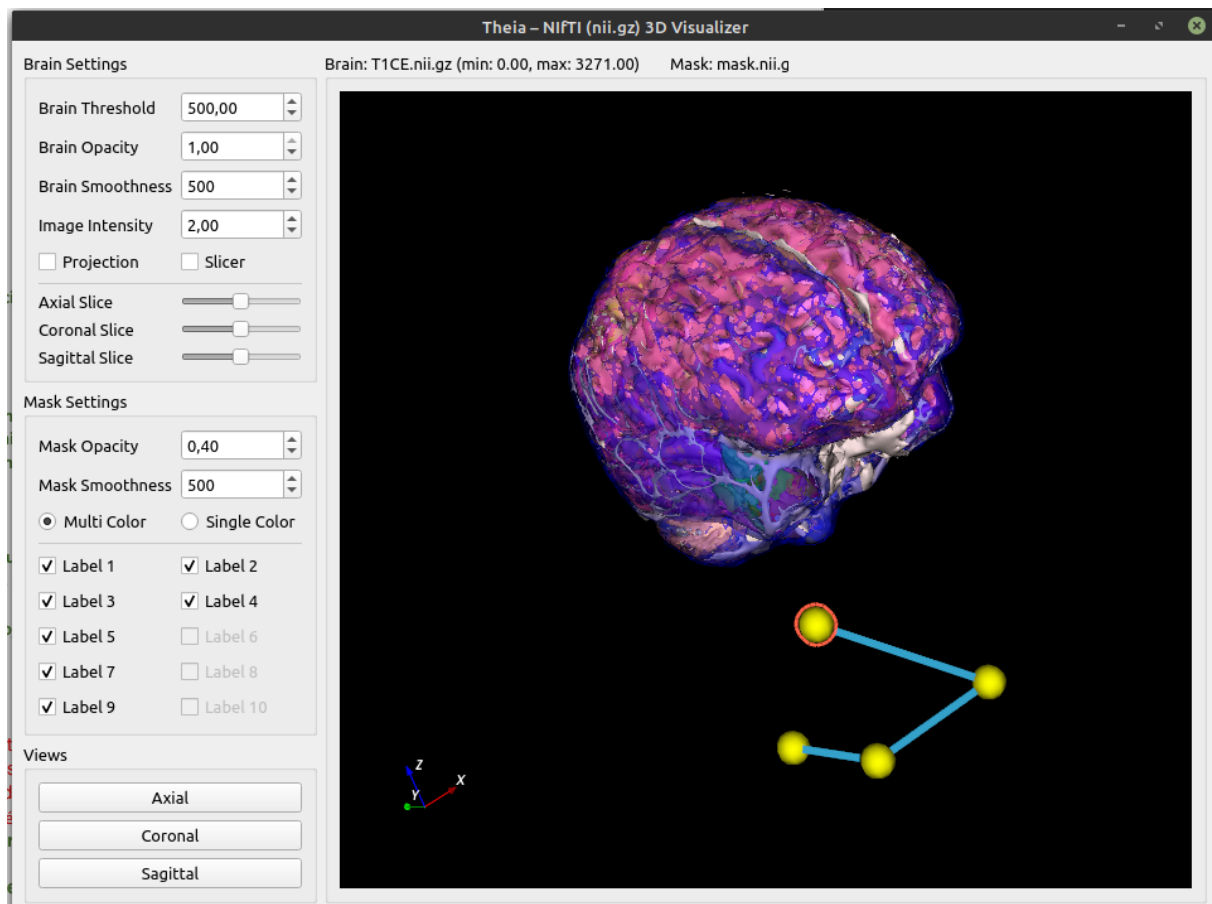 Theia – NIfTI (nii.gz) 3D Visualizer
Brain Settings
Brain: T1CE.nii.gz (min: 0.00, max: 3271.00) Mask: mask.nii.g
Brain Threshold 500,00
Brain Opacity 1,00
Brain Smoothness 500
Image Intensity 2,00
Projection Slicer
Axial Slice
Coronal Slice
Sagittal Slice
Mask Settings
Mask Opacity 0,40
Mask Smoothness 500
Multi Color Single Color
Label 1 Label 2
Label 3 Label 4
Label 5 Label 6
Label 7 Label 8
Label 9 Label 10
Views
Axial
Coronal
Sagittal
Z
X
Y